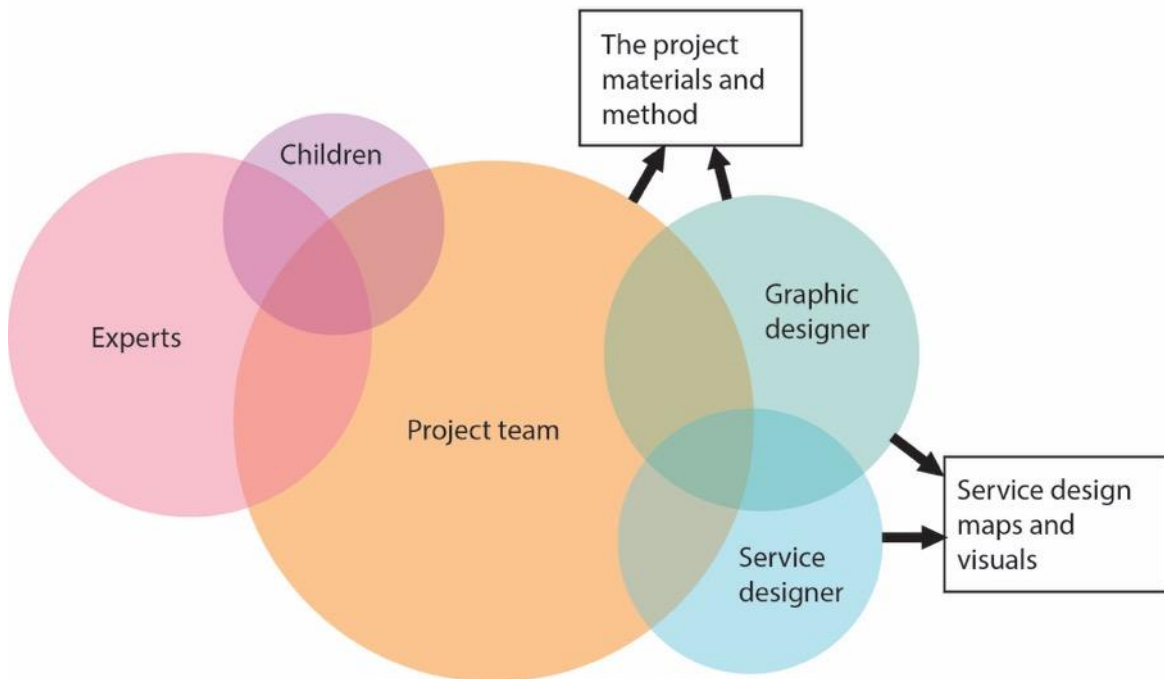 The project
materials and
method
Children
Experts
Graphic
designer
Project team
Service design
maps and
visuals
Service
designer